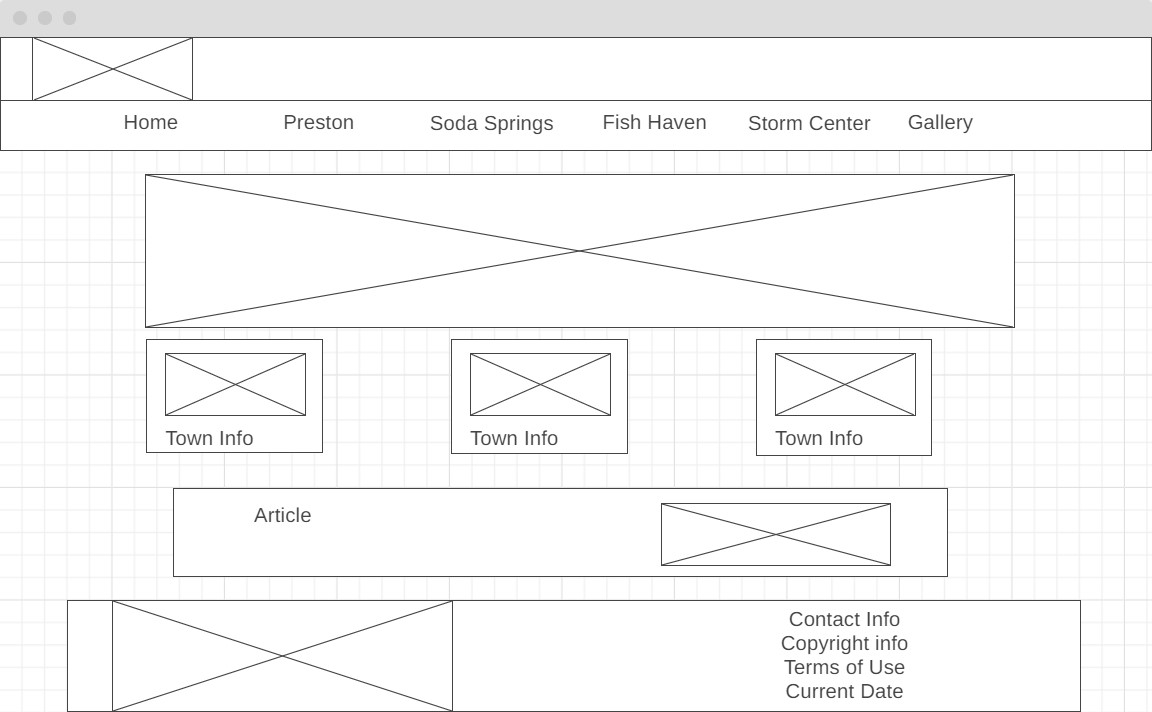 Home Preston Soda Springs Fish Haven Storm Center Gallery
Town Info Town Info Town Info
Article
Contact Info
Copyright info
Terms of Use
Current Date